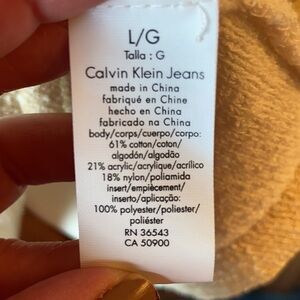 L/G
Talla : G
Calvin Klein Jeans
made in China
fabriqué en Chine
hecho en China
fabricado na China
body/corps/cuerpo/corpo:
61% cotton/coton/
algodón/algodão
21% acrylic/acrylique/acrílico
18% nylon/poliamida
insert/empiècement/
inserto/aplicação:
100% polyester/poliester/
poliéster
RN 36543
CA 50900